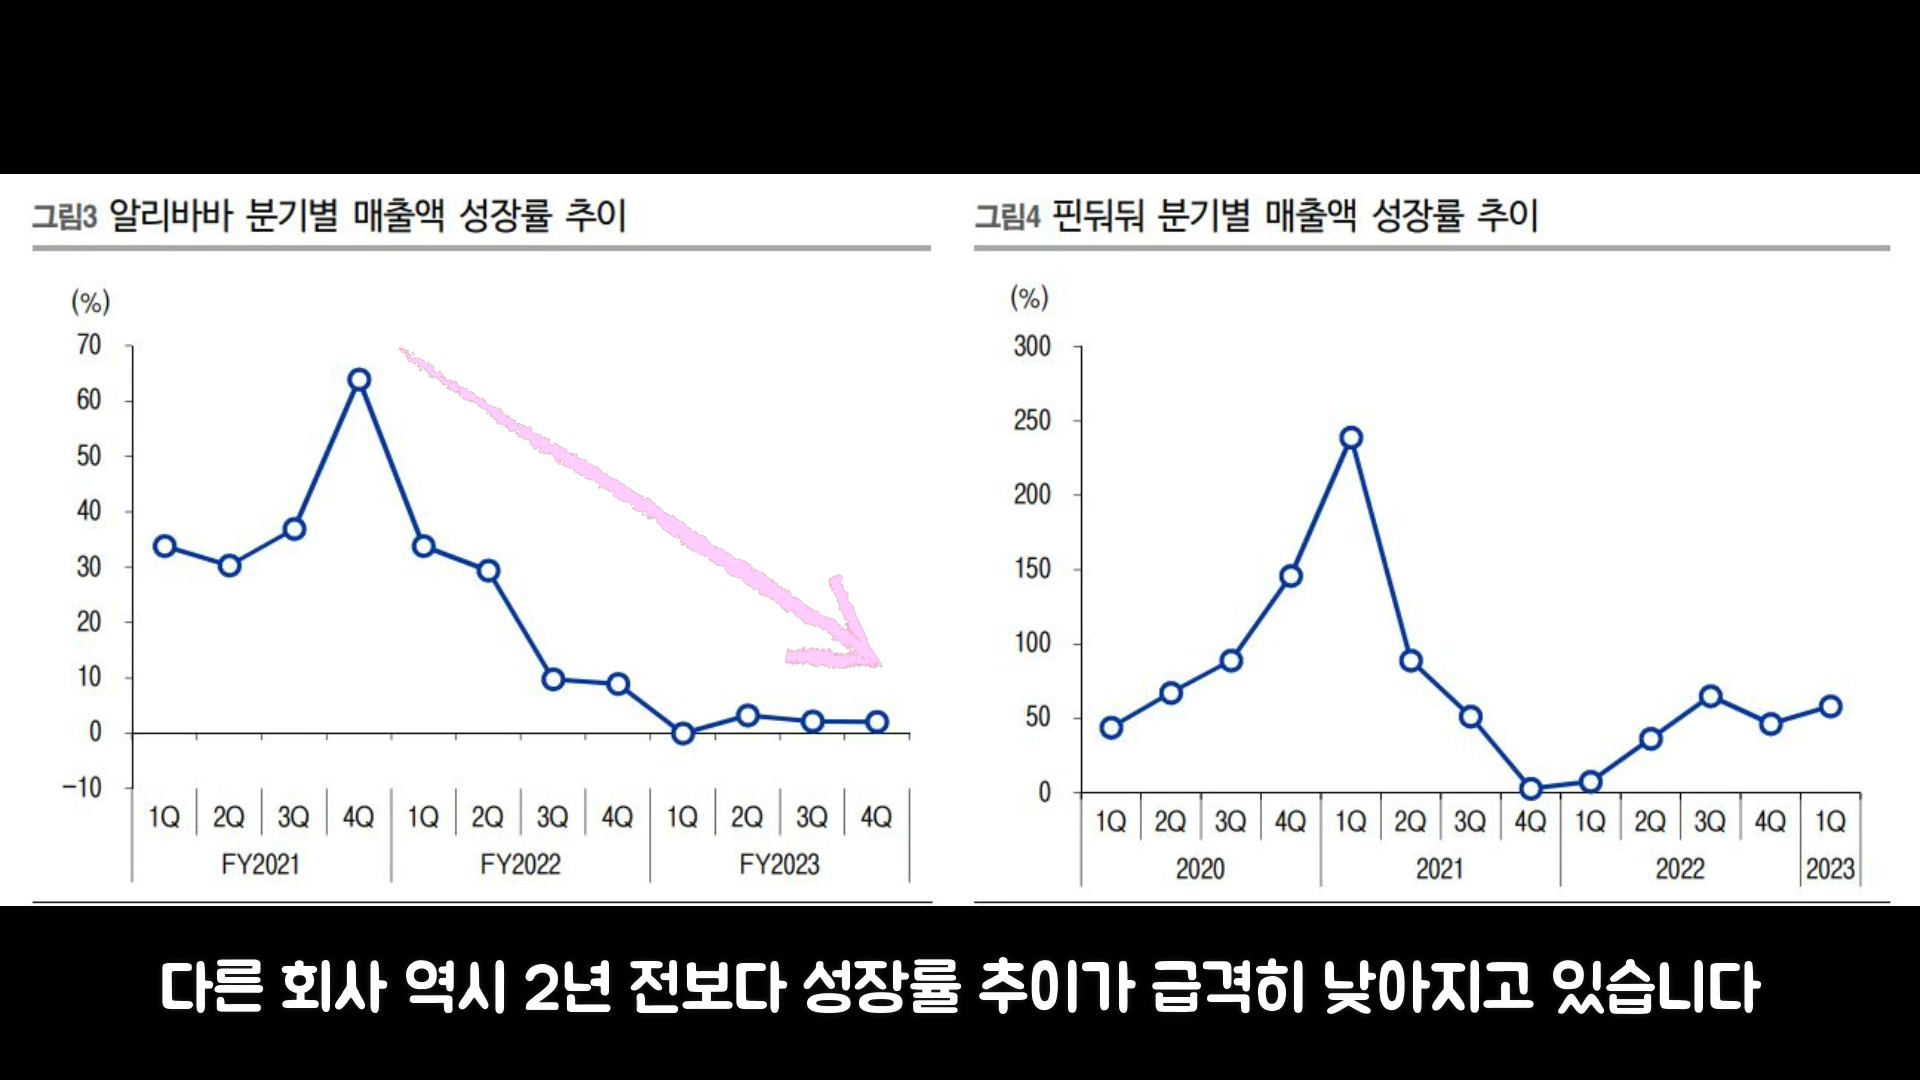 그림3 알리바바 분기별 매출액 성장률 추이
(%)
70
60
50
40
30
20
10
0
-10
1Q 2Q 3Q 4Q 1Q 2Q 3Q 4Q 1Q 2Q 3Q 4Q
FY2021 FY2022 FY2023
그림4 핀둬둬 분기별 매출액 성장률 추이
(%)
300
250
200
150
100
50
0
1Q 2Q 3Q 4Q 1Q 2Q 3Q 4Q 1Q 2Q 3Q 4Q 1Q
2020 2021 2022 2023
다른 회사 역시 2년 전보다 성장률 추이가 급격히 낮아지고 있습니다